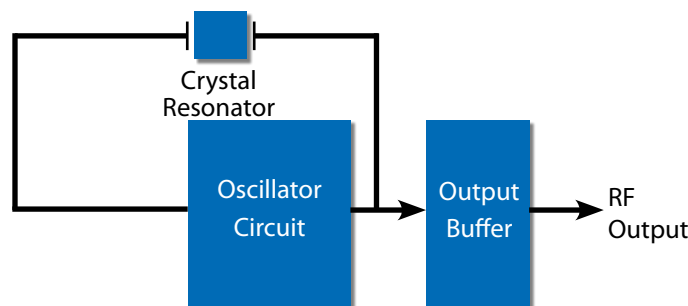 Crystal
Resonator
Oscillator
Circuit
Output
Buffer
RF
Output